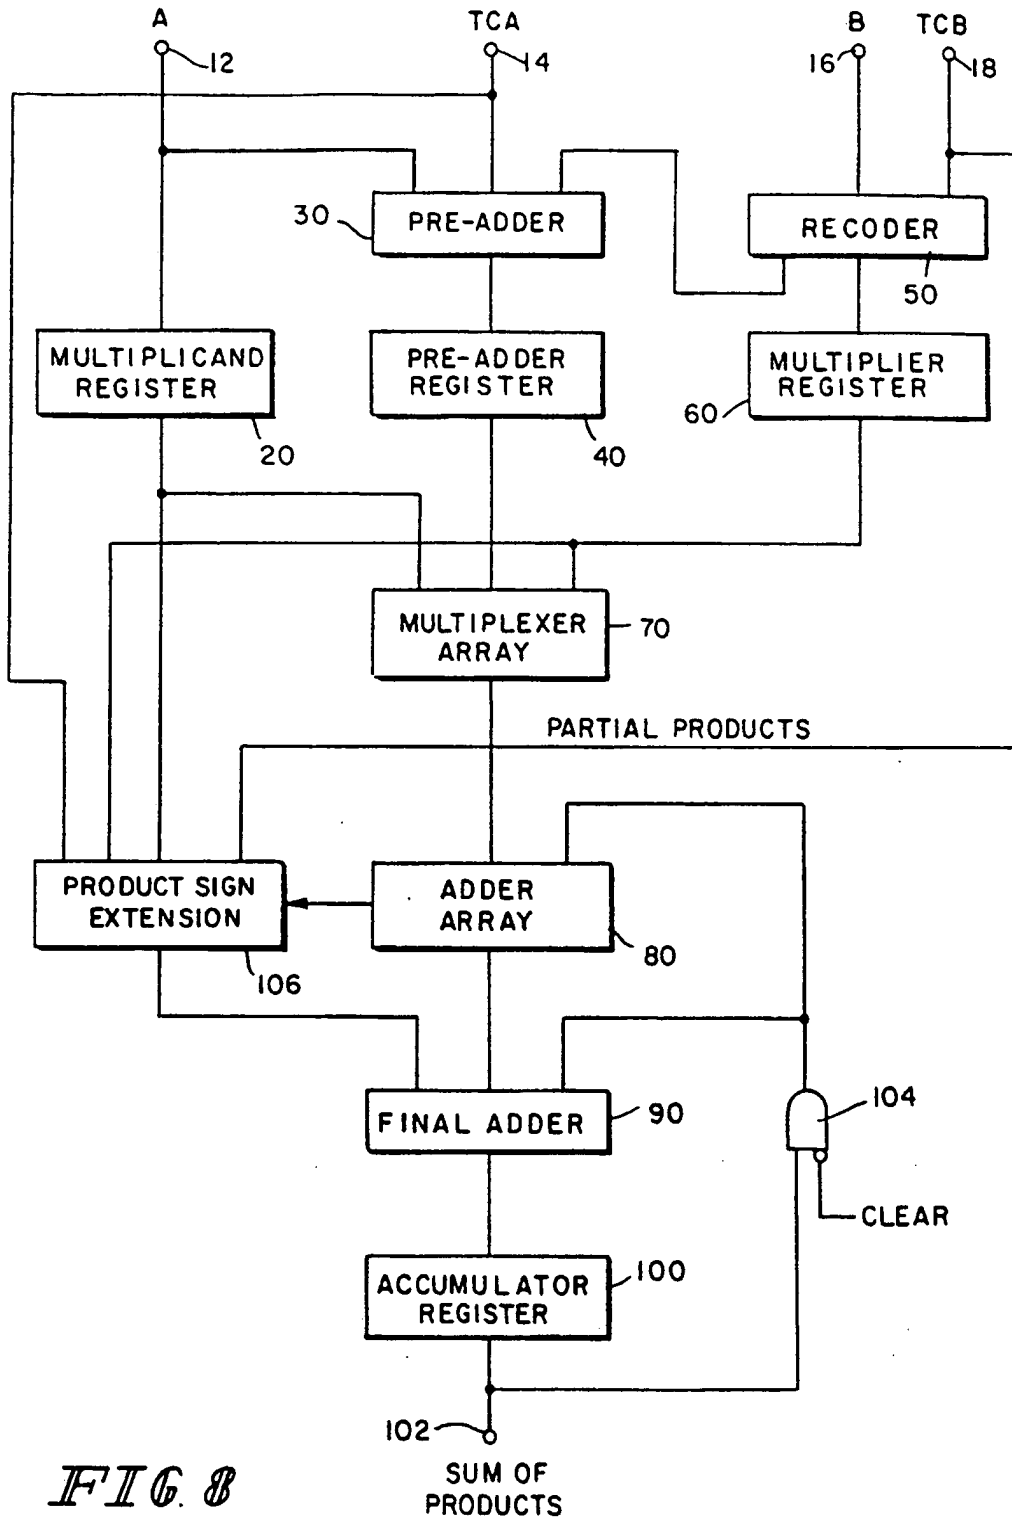 A
TCA
B
TCB
12
14
16
18
30
PRE-ADDER
RECODER
50
MULTIPLICAND
REGISTER
PRE-ADDER
REGISTER
MULTIPLIER
REGISTER
20
40
60
MULTIPLEXER
ARRAY
70
PARTIAL PRODUCTS
PRODUCT SIGN
EXTENSION
ADDER
ARRAY
106
80
FINAL ADDER
90
104
CLEAR
ACCUMULATOR
REGISTER
100
102
SUM OF
PRODUCTS
FIG. 8